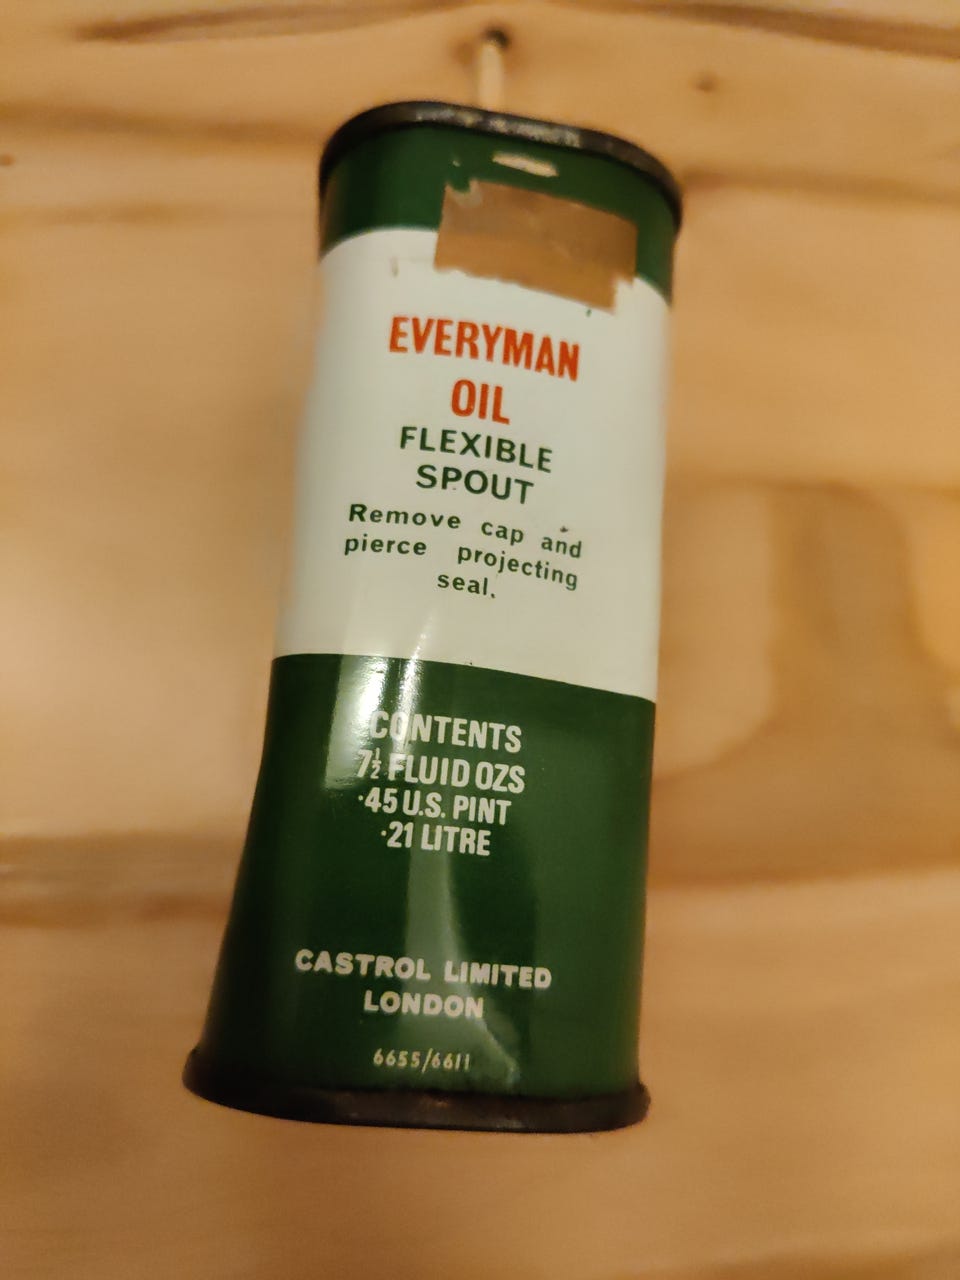 EVERYMAN
OIL
FLEXIBLE
SPOUT
Remove cap and
pierce projecting
seal.
CONTENTS
7½ FLUID OZS
·45 U.S. PINT
·21 LITRE
CASTROL LIMITED
LONDON
6655/6611